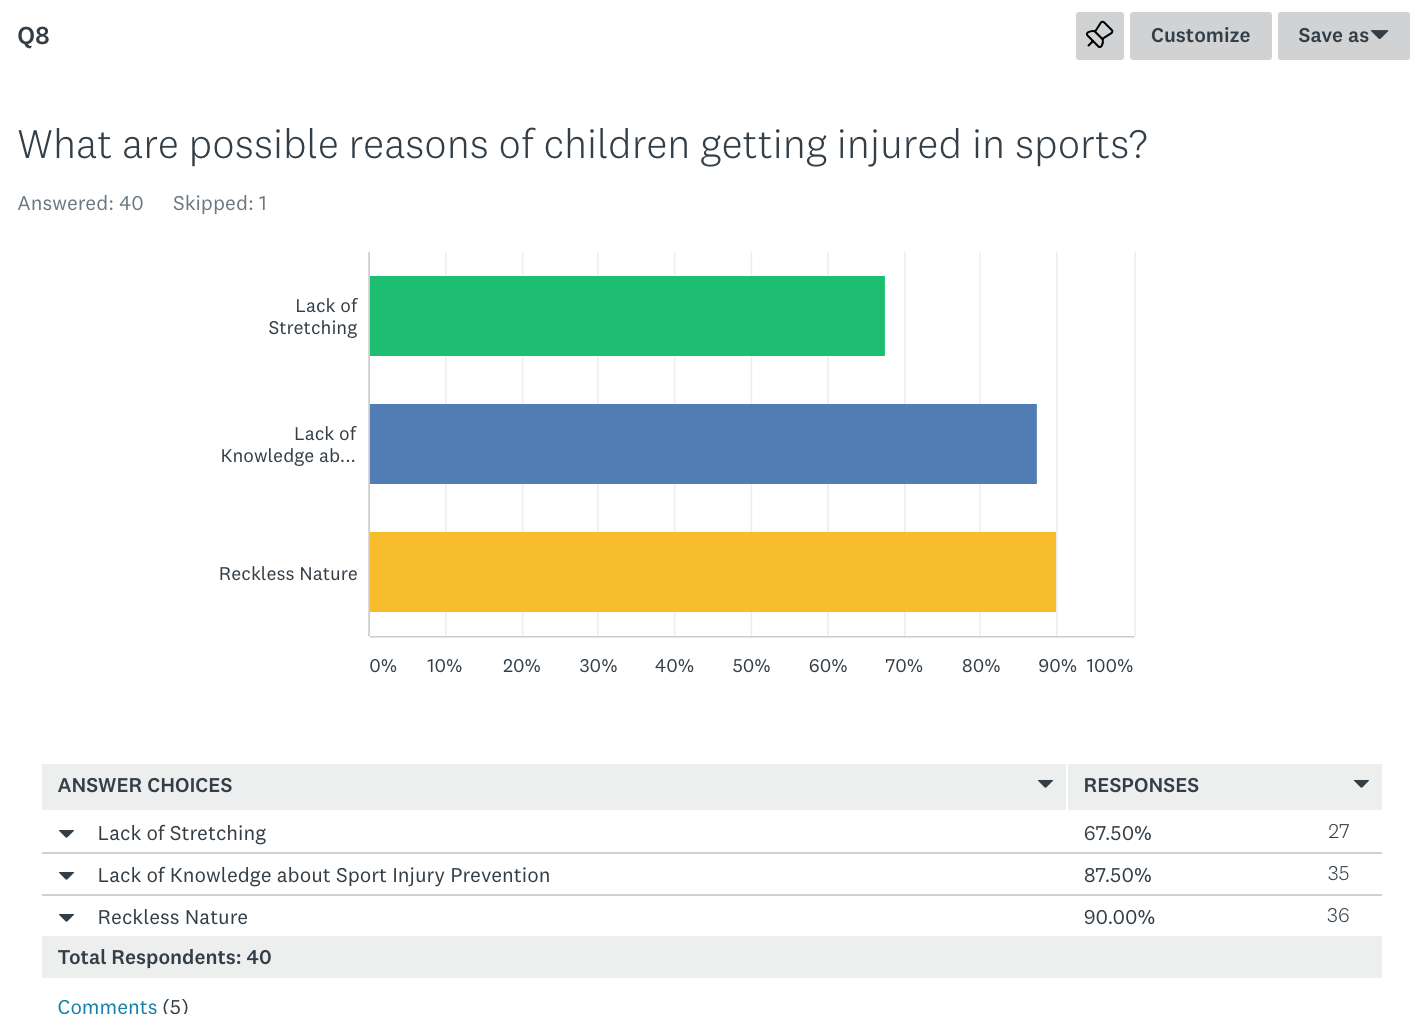 Q8
Customize
Save as
What are possible reasons of children getting injured in sports?
Answered: 40 Skipped: 1
Lack of
Stretching
Lack of
Knowledge ab...
Reckless Nature
0% 10% 20% 30% 40% 50% 60% 70% 80% 90% 100%
ANSWER CHOICES RESPONSES
Lack of Stretching 67.50% 27
Lack of Knowledge about Sport Injury Prevention 87.50% 35
Reckless Nature 90.00% 36
Total Respondents: 40
Comments (5)